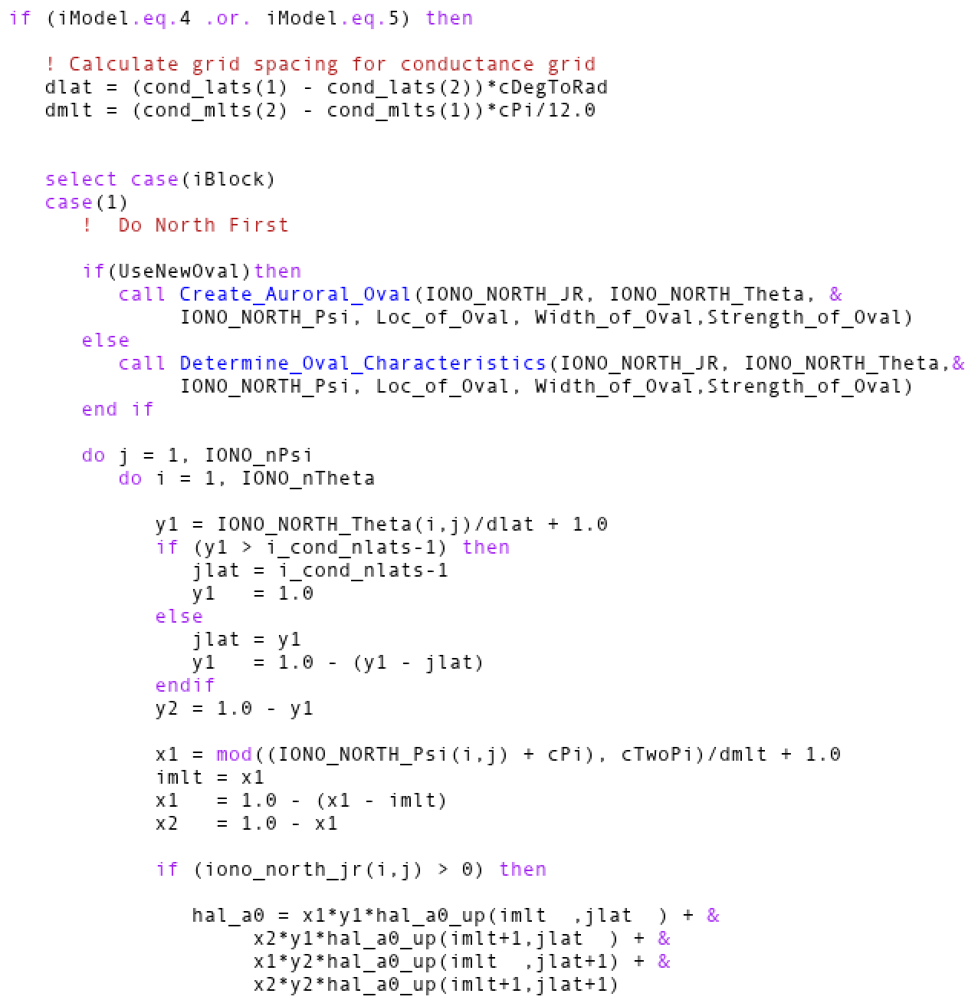 if (iModel.eq.4 .or. iModel.eq.5) then
! Calculate grid spacing for conductance grid
dlat = (cond_lats(1) - cond_lats(2))*cDegToRad
dmlt = (cond_mlts(2) - cond_mlts(1))*cPi/12.0
select case(iBlock)
case(1)
!  Do North First
if(UseNewOval)then
call Create_Auroral_Oval(IONO_NORTH_JR, IONO_NORTH_Theta, &
IONO_NORTH_Psi, Loc_of_Oval, Width_of_Oval,Strength_of_Oval)
else
call Determine_Oval_Characteristics(IONO_NORTH_JR, IONO_NORTH_Theta,&
IONO_NORTH_Psi, Loc_of_Oval, Width_of_Oval,Strength_of_Oval)
end if
do j = 1, IONO_nPsi
do i = 1, IONO_nTheta
y1 = IONO_NORTH_Theta(i,j)/dlat + 1.0
if (y1 > i_cond_nlats-1) then
jlat = i_cond_nlats-1
y1   = 1.0
else
jlat = y1
y1   = 1.0 - (y1 - jlat)
endif
y2 = 1.0 - y1
x1 = mod((IONO_NORTH_Psi(i,j) + cPi), cTwoPi)/dmlt + 1.0
imlt = x1
x1   = 1.0 - (x1 - imlt)
x2   = 1.0 - x1
if (iono_north_jr(i,j) > 0) then
hal_a0 = x1*y1*hal_a0_up(imlt  ,jlat  ) + &
x2*y1*hal_a0_up(imlt+1,jlat  ) + &
x1*y2*hal_a0_up(imlt  ,jlat+1) + &
x2*y2*hal_a0_up(imlt+1,jlat+1)